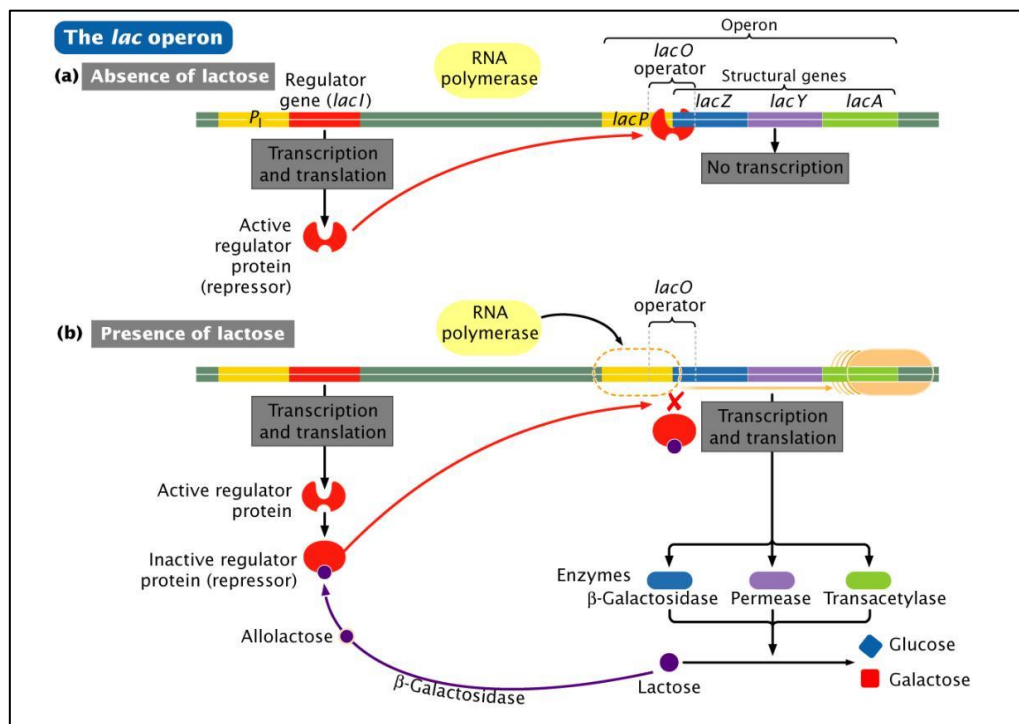 The lac operon
(a) Absence of lactose
Regulator
gene (lacI)
RNA
polymerase
Operon
lacO
operator
Structural genes
lacZ lacY lacA
PI
lacP
Transcription
and translation
No transcription
Active
regulator
protein
(repressor)
(b) Presence of lactose
RNA
polymerase
lacO
operator
Transcription
and translation
Transcription
and translation
Active regulator
protein
Inactive regulator
protein (repressor)
Enzymes
β-Galactosidase Permease Transacetylase
Allolactose
β-Galactosidase
Lactose
Glucose
Galactose